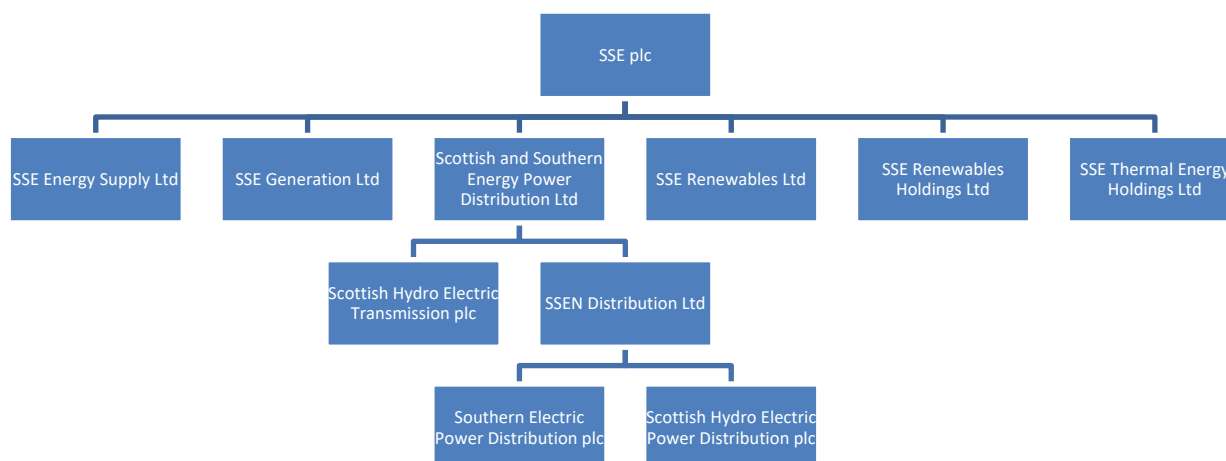 SSE plc
SSE Energy Supply Ltd
SSE Generation Ltd
Scottish and Southern
Energy Power
Distribution Ltd
SSE Renewables Ltd
SSE Renewables
Holdings Ltd
SSE Thermal Energy
Holdings Ltd
Scottish Hydro Electric
Transmission plc
SSEN Distribution Ltd
Southern Electric
Power Distribution plc
Scottish Hydro Electric
Power Distribution plc